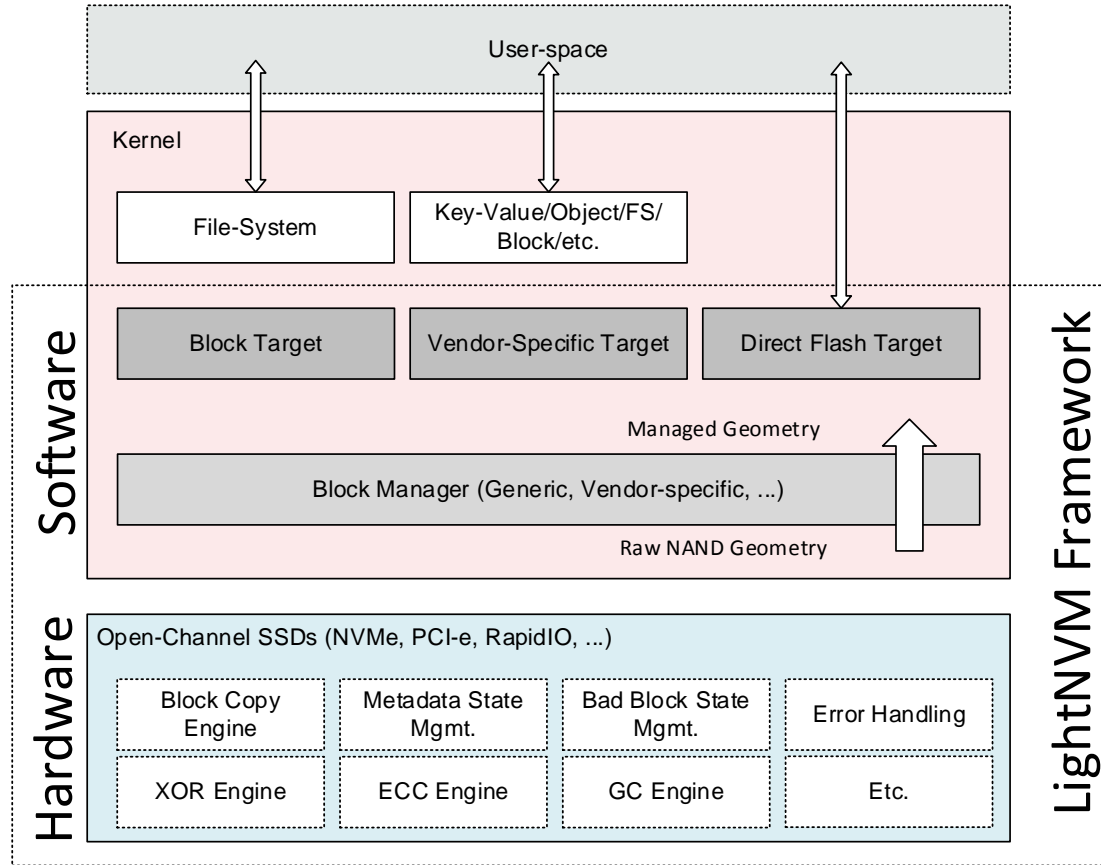 User-space
Kernel
File-System
Key-Value/Object/FS/
Block/etc.
Block Target
Vendor-Specific Target
Direct Flash Target
Managed Geometry
Block Manager (Generic, Vendor-specific, ...)
Raw NAND Geometry
Software
Open-Channel SSDs (NVMe, PCI-e, RapidIO, ...)
Block Copy
Engine
Metadata State
Mgmt.
Bad Block State
Mgmt.
Error Handling
XOR Engine
ECC Engine
GC Engine
Etc.
Hardware
LightNVM Framework